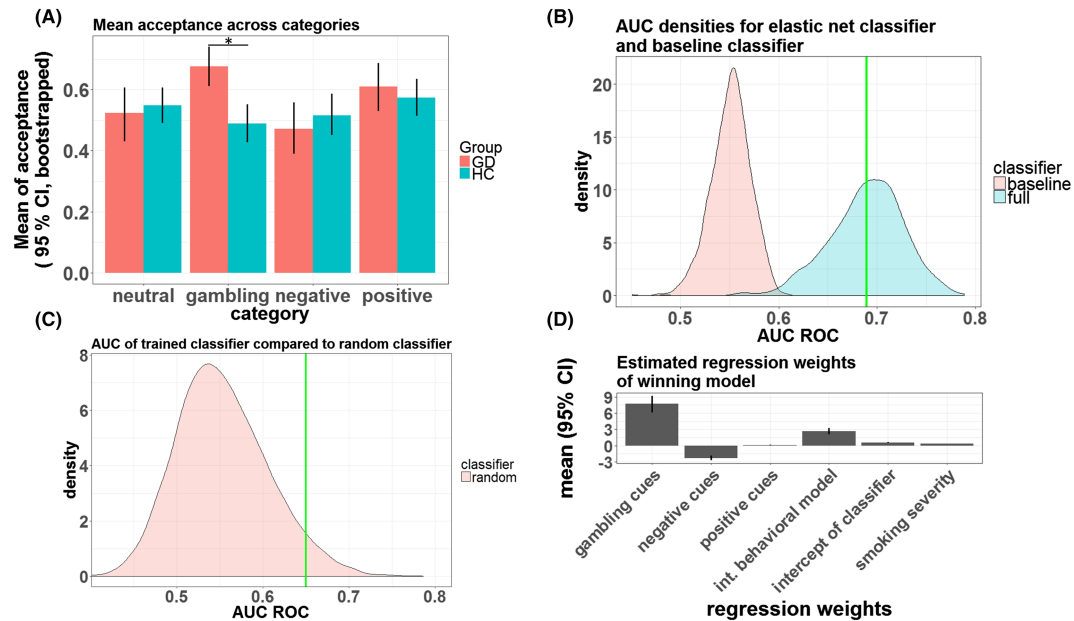 (A)
Mean acceptance across categories
Mean of acceptance
( 95 % CI, bootstrapped)
0.6
0.4
0.2
0.0
*
neutral gambling negative positive
category
Group
GD
HC
(B)
AUC densities for elastic net classifier
and baseline classifier
density
20
15
10
5
0
0.5 0.6 0.7 0.8
AUC ROC
classifier
baseline
full
(C)
AUC of trained classifier compared to random classifier
density
8
6
4
2
0
0.5 0.6 0.7 0.8
AUC ROC
classifier
random
(D)
Estimated regression weights
of winning model
mean (95% CI)
9
6
3
0
-3
gambling cues
negative cues
positive cues
int. behavioral model
intercept of classifier
smoking severity
regression weights